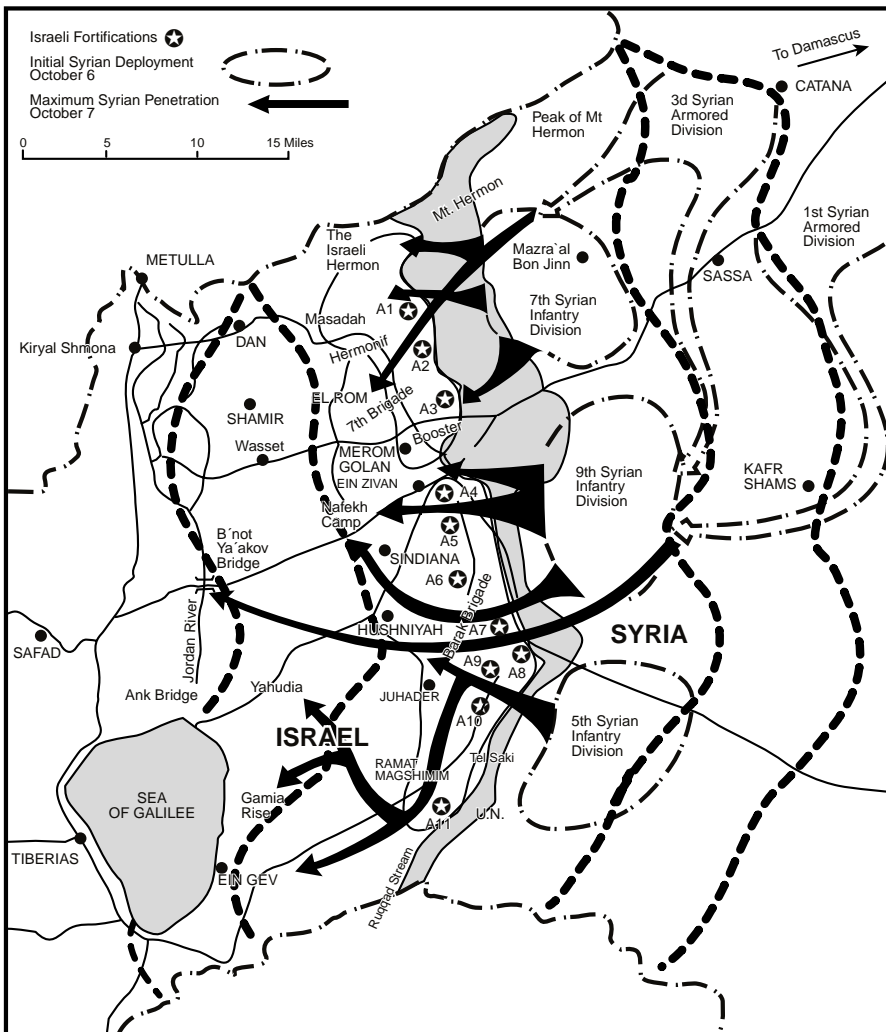 Israeli Fortifications
Initial Syrian Deployment
October 6
Maximum Syrian Penetration
October 7
0 5 10 15 Miles
To Damascus
CATANA
3d Syrian
Armored
Division
Peak of Mt
Hermon
Mt. Hermon
1st Syrian
Armored
Division
The
Israeli
Hermon
Mazra`al
Bon Jinn
SASSA
METULLA
7th Syrian
Infantry
Division
A1
Masadah
DAN
Kiryal Shmona
Hermonif
A2
EL ROM
7th Brigade
A3
SHAMIR
Booster
Wasset
MEROM
GOLAN
EIN ZIVAN
A4
9th Syrian
Infantry
Division
KAFR
SHAMS
Nafekh
Camp
A5
B´not
Ya´akov
Bridge
SINDIANA
A6
Barak Brigade
HUSHNIYAH
A7
SYRIA
SAFAD
Jordan River
A9
A8
Ank Bridge
Yahudia
JUHADER
A10
5th Syrian
Infantry
Division
ISRAEL
Tel Saki
RAMAT
MAGSHIMIM
SEA
OF GALILEE
Gamia
Rise
A11
U.N.
TIBERIAS
EIN GEV
Ruqqad Stream